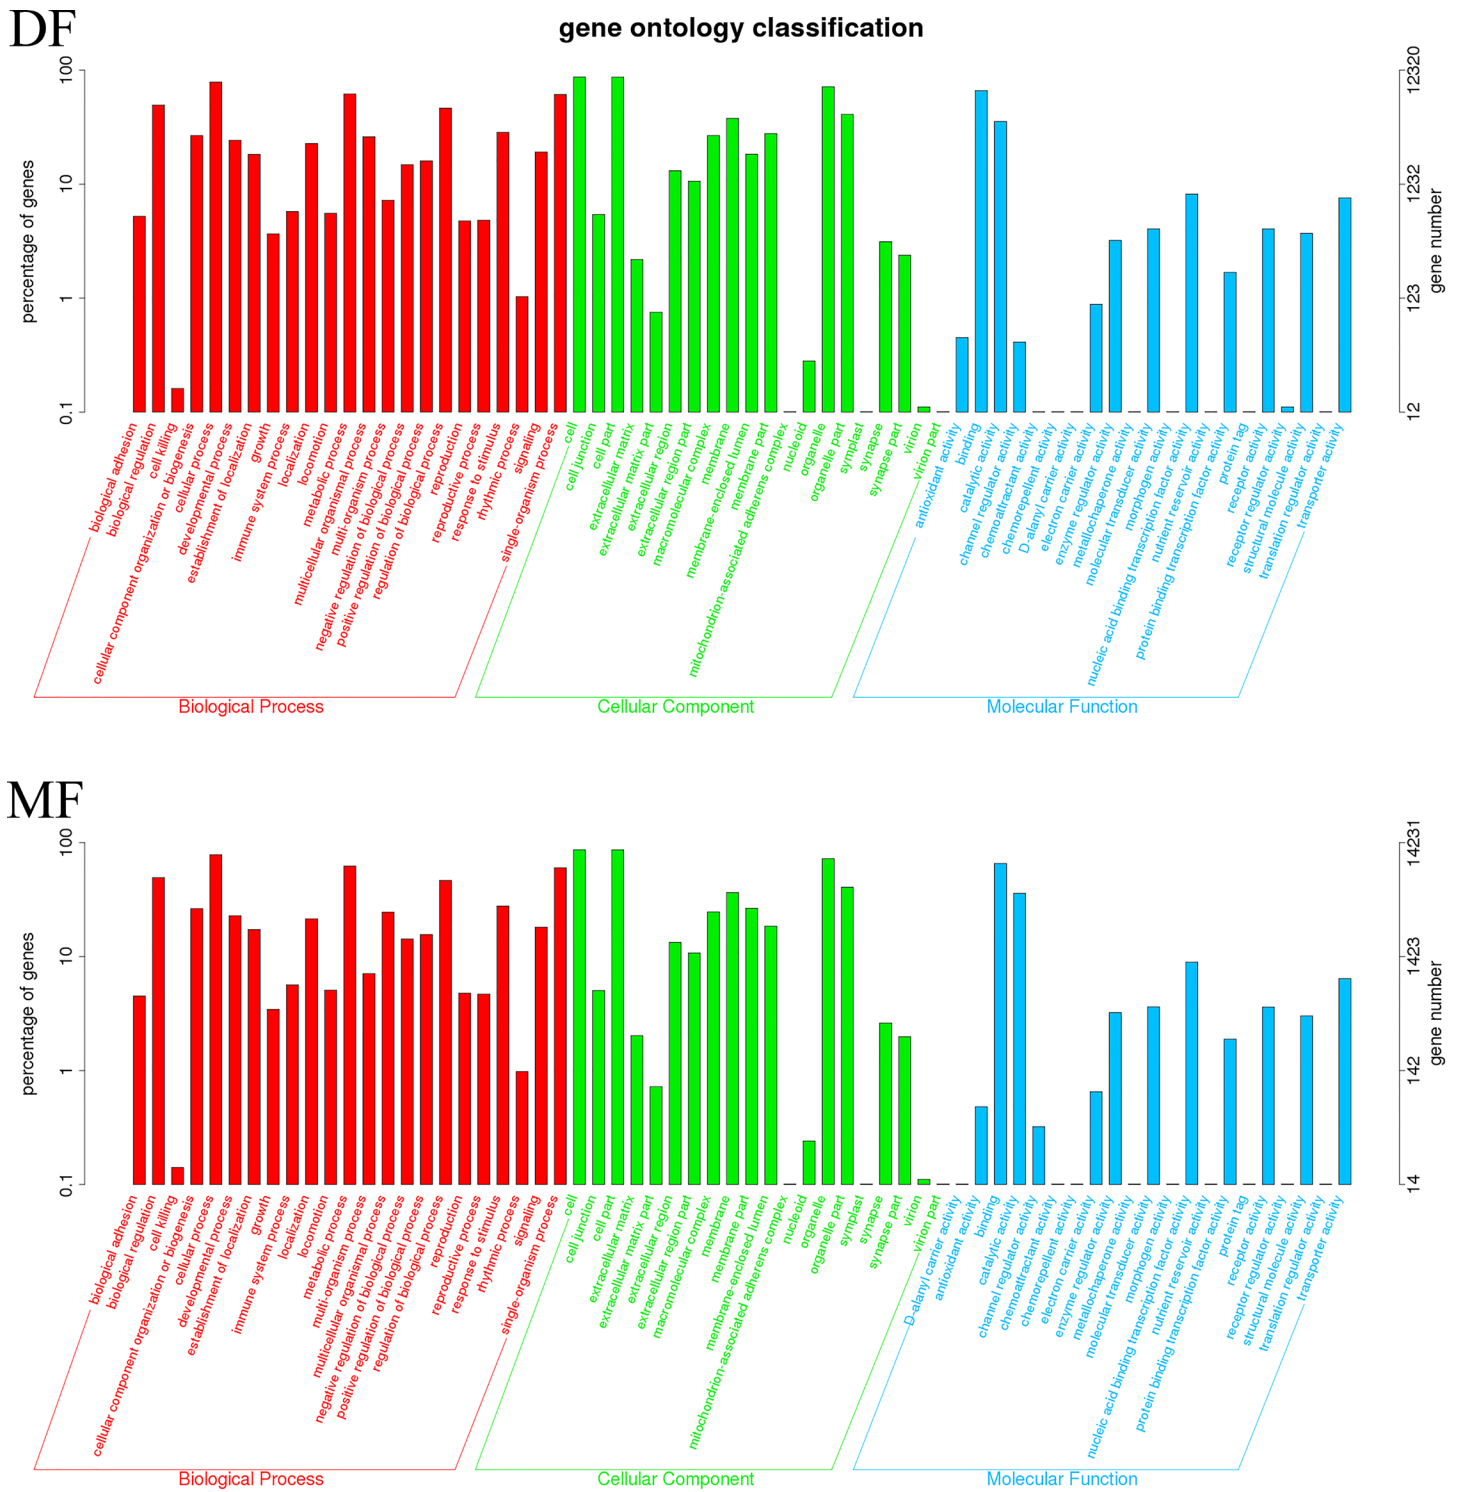 DF
gene ontology classification
percentage of genes
100
10
1
0.1
gene number
12320
1232
123
12
biological adhesion
biological regulation
cell killing
cellular component organization or biogenesis
cellular process
developmental process
establishment of localization
growth
immune system process
localization
locomotion
metabolic process
multicellular organismal process
multi-organism process
negative regulation of biological process
positive regulation of biological process
regulation of biological process
reproduction
reproductive process
response to stimulus
rhythmic process
signaling
single-organism process
cell
cell junction
cell part
extracellular matrix
extracellular matrix part
extracellular region
extracellular region part
macromolecular complex
membrane
membrane-enclosed lumen
membrane part
mitochondrion-associated adherens complex
nucleoid
organelle
organelle part
symplast
synapse
synapse part
virion
virion part
antioxidant activity
binding
catalytic activity
channel regulator activity
chemoattractant activity
chemorepellent activity
D-alanyl carrier activity
electron carrier activity
enzyme regulator activity
metallochaperone activity
molecular transducer activity
morphogen activity
nucleic acid binding transcription factor activity
nutrient reservoir activity
protein binding transcription factor activity
protein tag
receptor activity
receptor regulator activity
structural molecule activity
translation regulator activity
transporter activity
Biological Process
Cellular Component
Molecular Function
MF
percentage of genes
100
10
1
0.1
gene number
14231
1423
142
14
biological adhesion
biological regulation
cell killing
cellular component organization or biogenesis
cellular process
developmental process
establishment of localization
growth
immune system process
localization
locomotion
metabolic process
multi-organism process
multicellular organismal process
negative regulation of biological process
positive regulation of biological process
regulation of biological process
reproduction
reproductive process
response to stimulus
rhythmic process
signaling
single-organism process
cell
cell junction
cell part
extracellular matrix
extracellular matrix part
extracellular region
extracellular region part
macromolecular complex
membrane
membrane part
membrane-enclosed lumen
mitochondrion-associated adherens complex
nucleoid
organelle
organelle part
symplast
synapse
synapse part
virion
virion part
D-alanyl carrier activity
antioxidant activity
binding
catalytic activity
channel regulator activity
chemoattractant activity
chemorepellent activity
electron carrier activity
enzyme regulator activity
metallochaperone activity
molecular transducer activity
morphogen activity
nucleic acid binding transcription factor activity
nutrient reservoir activity
protein binding transcription factor activity
protein tag
receptor activity
receptor regulator activity
structural molecule activity
translation regulator activity
transporter activity
Biological Process
Cellular Component
Molecular Function